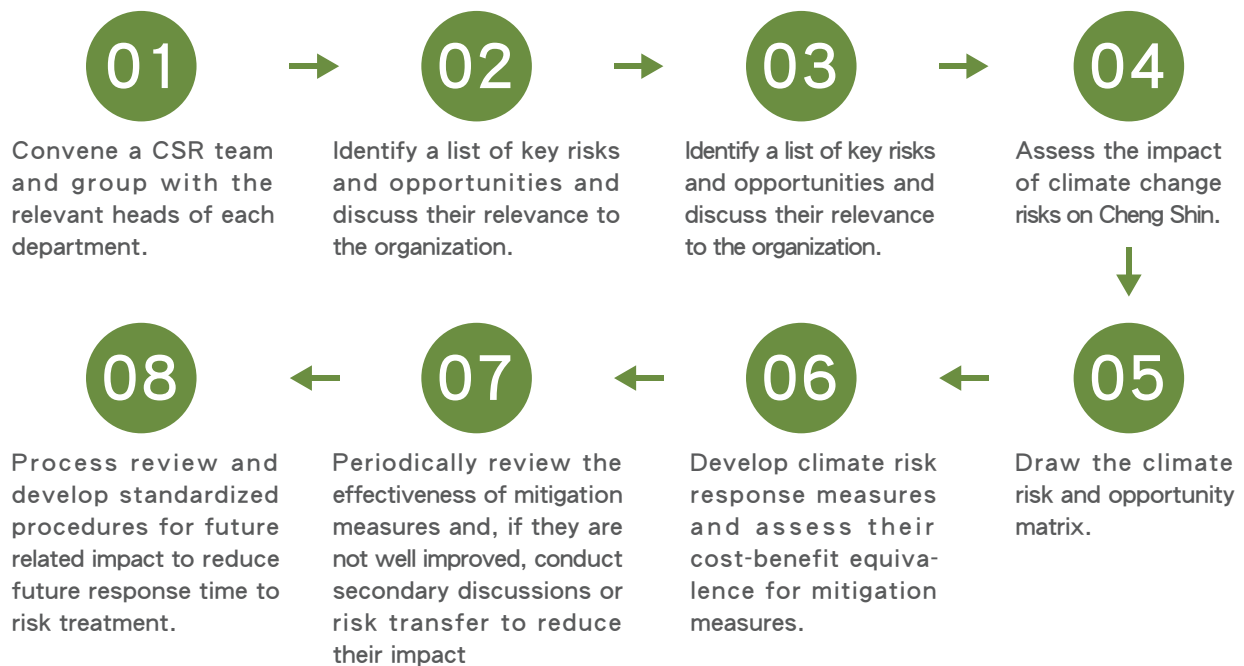 01
Convene a CSR team
and group with the
relevant heads of each
department.
02
Identify a list of key risks
and opportunities and
discuss their relevance to
the organization.
03
Identify a list of key risks
and opportunities and
discuss their relevance
to the organization.
04
Assess the impact
of climate change
risks on Cheng Shin.
05
Draw the climate
risk and opportunity
matrix.
06
Develop climate risk
response measures
and assess their
cost-benefit equiva-
lence for mitigation
measures.
07
Periodically review the
effectiveness of mitigation
measures and, if they are
not well improved, conduct
secondary discussions or
risk transfer to reduce
their impact
08
Process review and
develop standardized
procedures for future
related impact to reduce
future response time to
risk treatment.